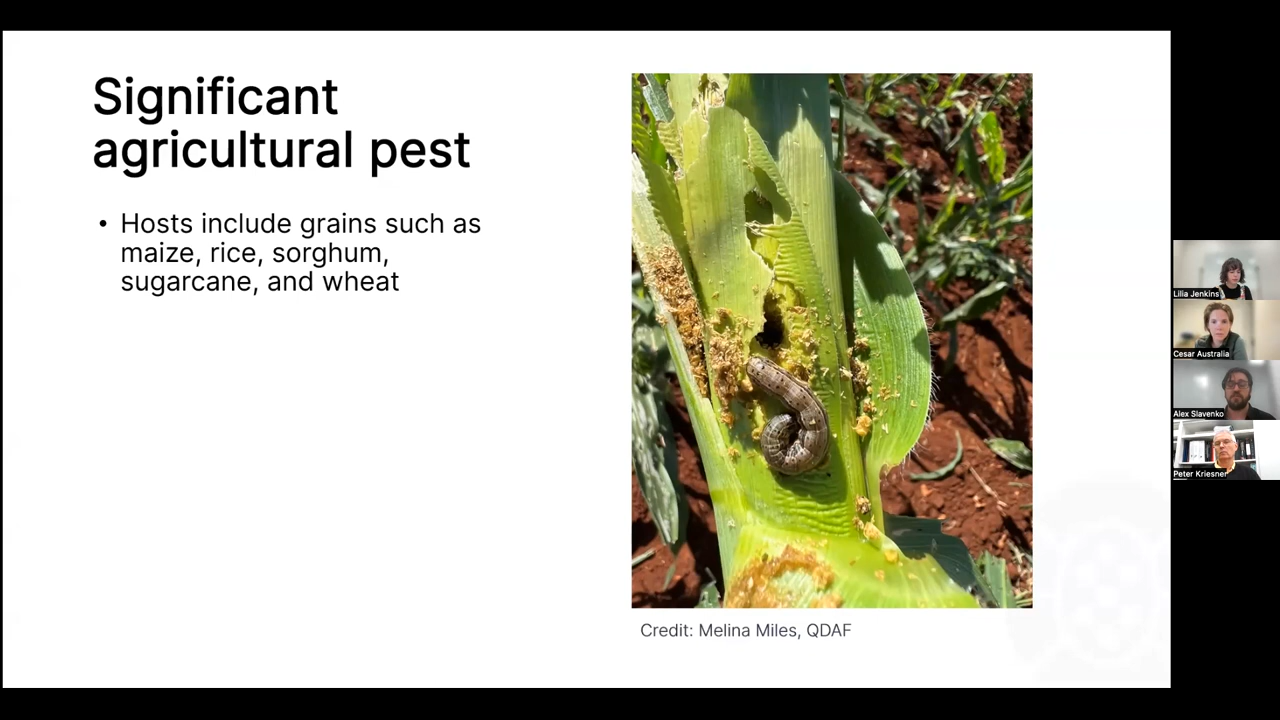 Significant
agricultural pest
• Hosts include grains such as
maize, rice, sorghum,
sugarcane, and wheat
Credit: Melina Miles, QDAF
Lilia Jenkins
Cesar Australia
Alex Slavenko
Peter Kriesner